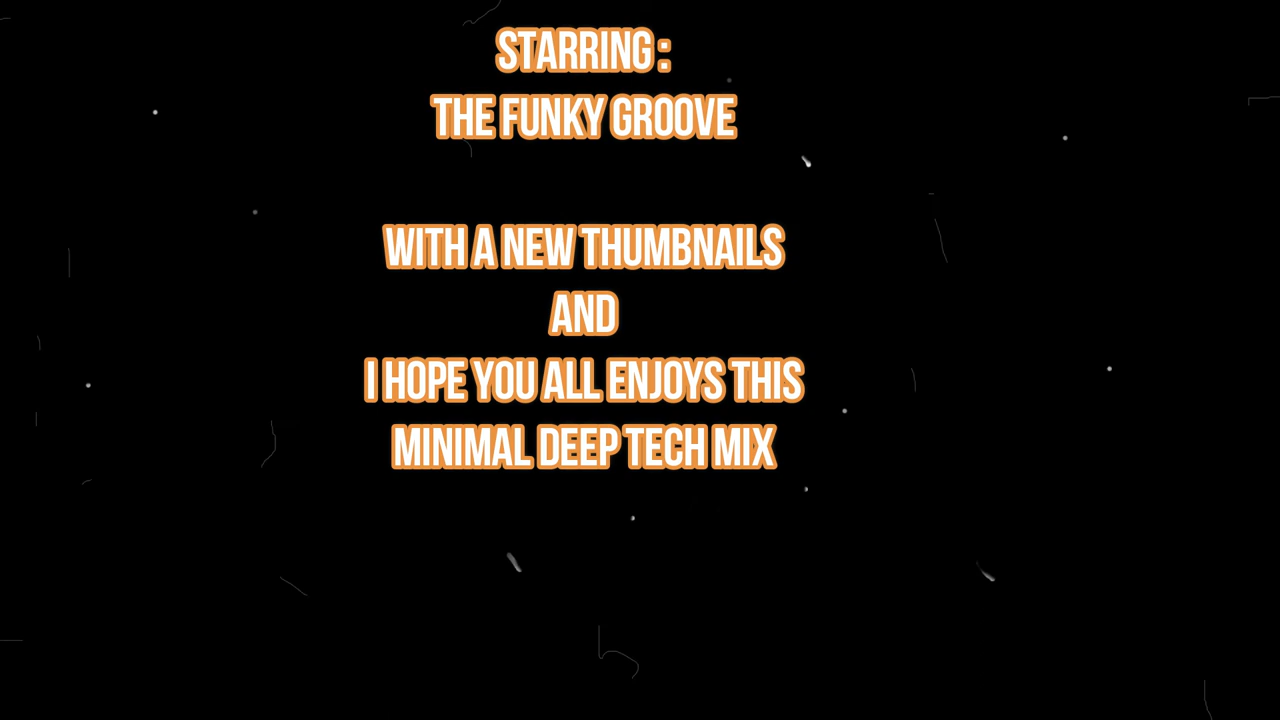 STARRING :
THE FUNKY GROOVE
WITH A NEW THUMBNAILS
AND
I HOPE YOU ALL ENJOYS THIS
MINIMAL DEEP TECH MIX